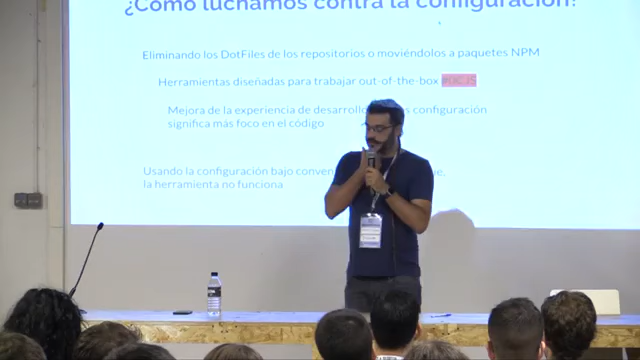 ¿Cómo luchamos contra la configuración?
Eliminando los DotFiles de los repositorios o moviéndolos a paquetes NPM
Herramientas diseñadas para trabajar out-of-the-box #0CJS
Mejora de la experiencia de desarrollo configuración
significa más foco en el código
Usando la configuración bajo
la herramienta no funciona